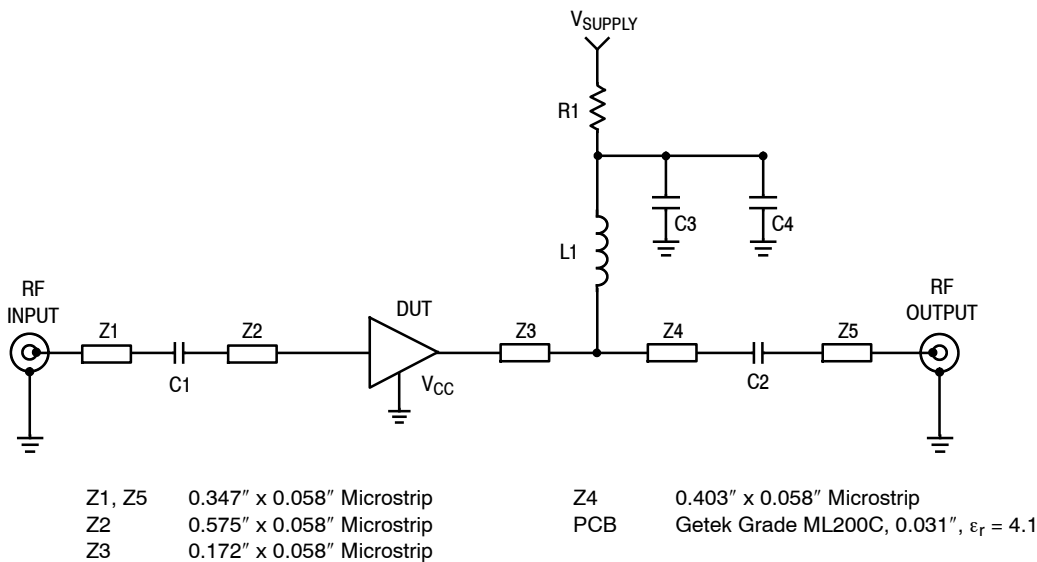 V_SUPPLY
R1
C3
C4
L1
RF
INPUT
Z1
C1
Z2
DUT
V_CC
Z3
Z4
C2
Z5
RF
OUTPUT
Z1, Z5 0.347″ x 0.058″ Microstrip
Z2 0.575″ x 0.058″ Microstrip
Z3 0.172″ x 0.058″ Microstrip
Z4 0.403″ x 0.058″ Microstrip
PCB Getek Grade ML200C, 0.031″, ε_r = 4.1